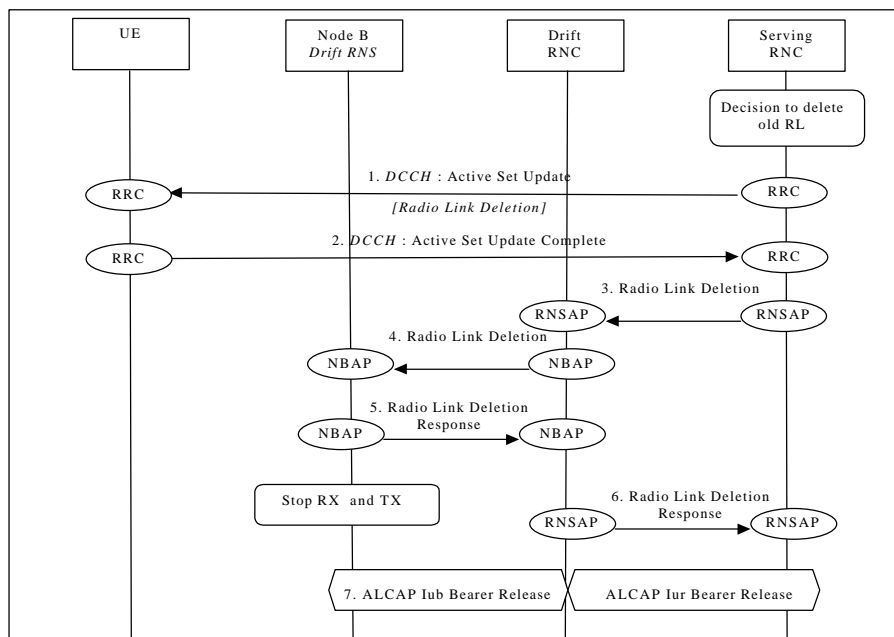 UE
Node B
Drift RNS
Drift
RNC
Serving
RNC
Decision to delete
old RL
1. DCCH : Active Set Update
RRC
RRC
[Radio Link Deletion]
2. DCCH : Active Set Update Complete
RRC
RRC
3. Radio Link Deletion
RNSAP
RNSAP
4. Radio Link Deletion
NBAP
NBAP
5. Radio Link Deletion
Response
NBAP
NBAP
Stop RX and TX
6. Radio Link Deletion
Response
RNSAP
RNSAP
7. ALCAP Iub Bearer Release
ALCAP Iur Bearer Release